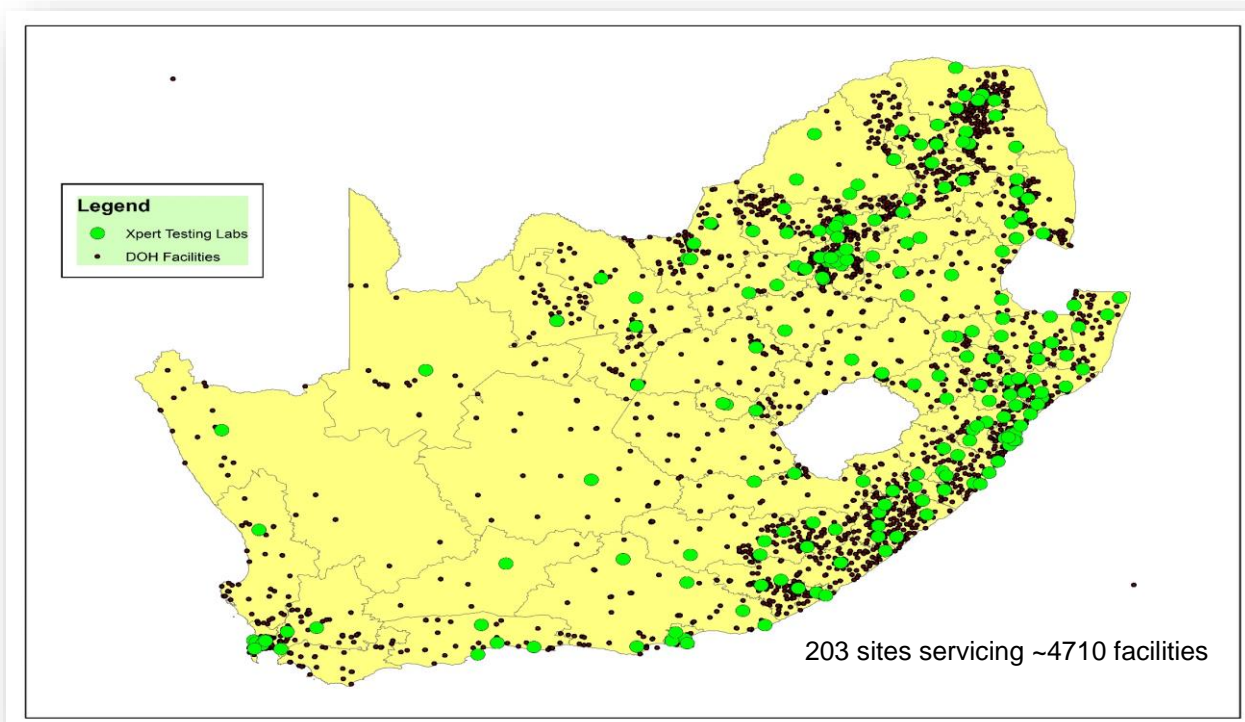 Legend
Xpert Testing Labs
DOH Facilities
203 sites servicing ~4710 facilities